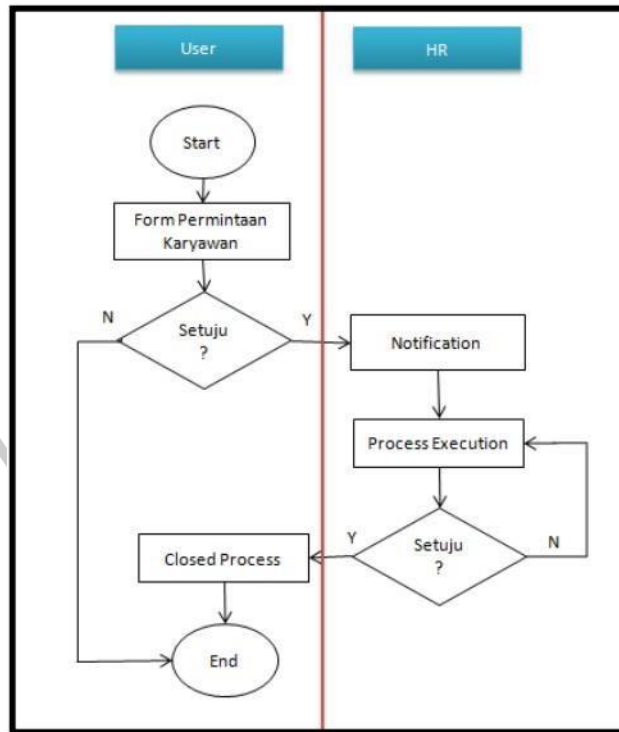 User
HR
Start
Form Permintaan
Karyawan
N
Setuju
?
Y
Notification
Process Execution
Y
Setuju
?
N
Closed Process
End